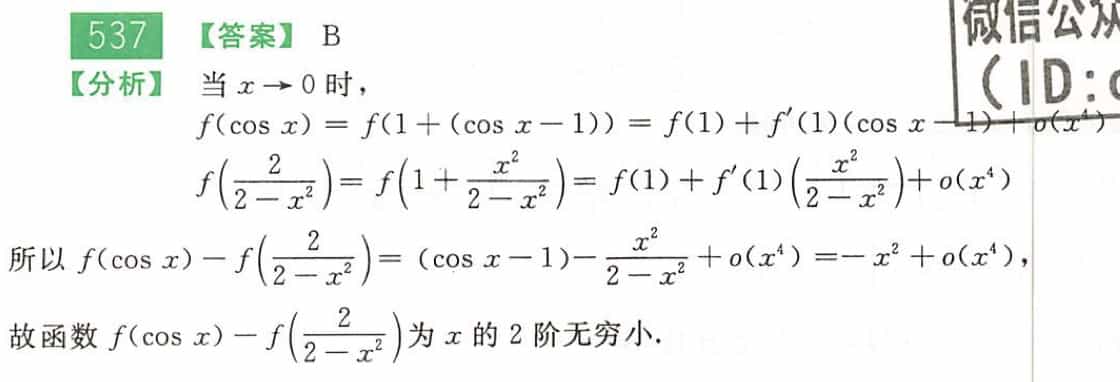 537 【答案】 B
微信公众
(ID:
【分析】 当 x → 0 时,
f(cos x) = f(1 + (cos x − 1)) = f(1) + f′(1)(cos x − 1) + o(x⁴)
f(2/(2 − x²)) = f(1 + x²/(2 − x²)) = f(1) + f′(1)(x²/(2 − x²)) + o(x⁴)
所以 f(cos x) − f(2/(2 − x²)) = (cos x − 1) − x²/(2 − x²) + o(x⁴) = − x² + o(x⁴),
故函数 f(cos x) − f(2/(2 − x²)) 为 x 的 2 阶无穷小.